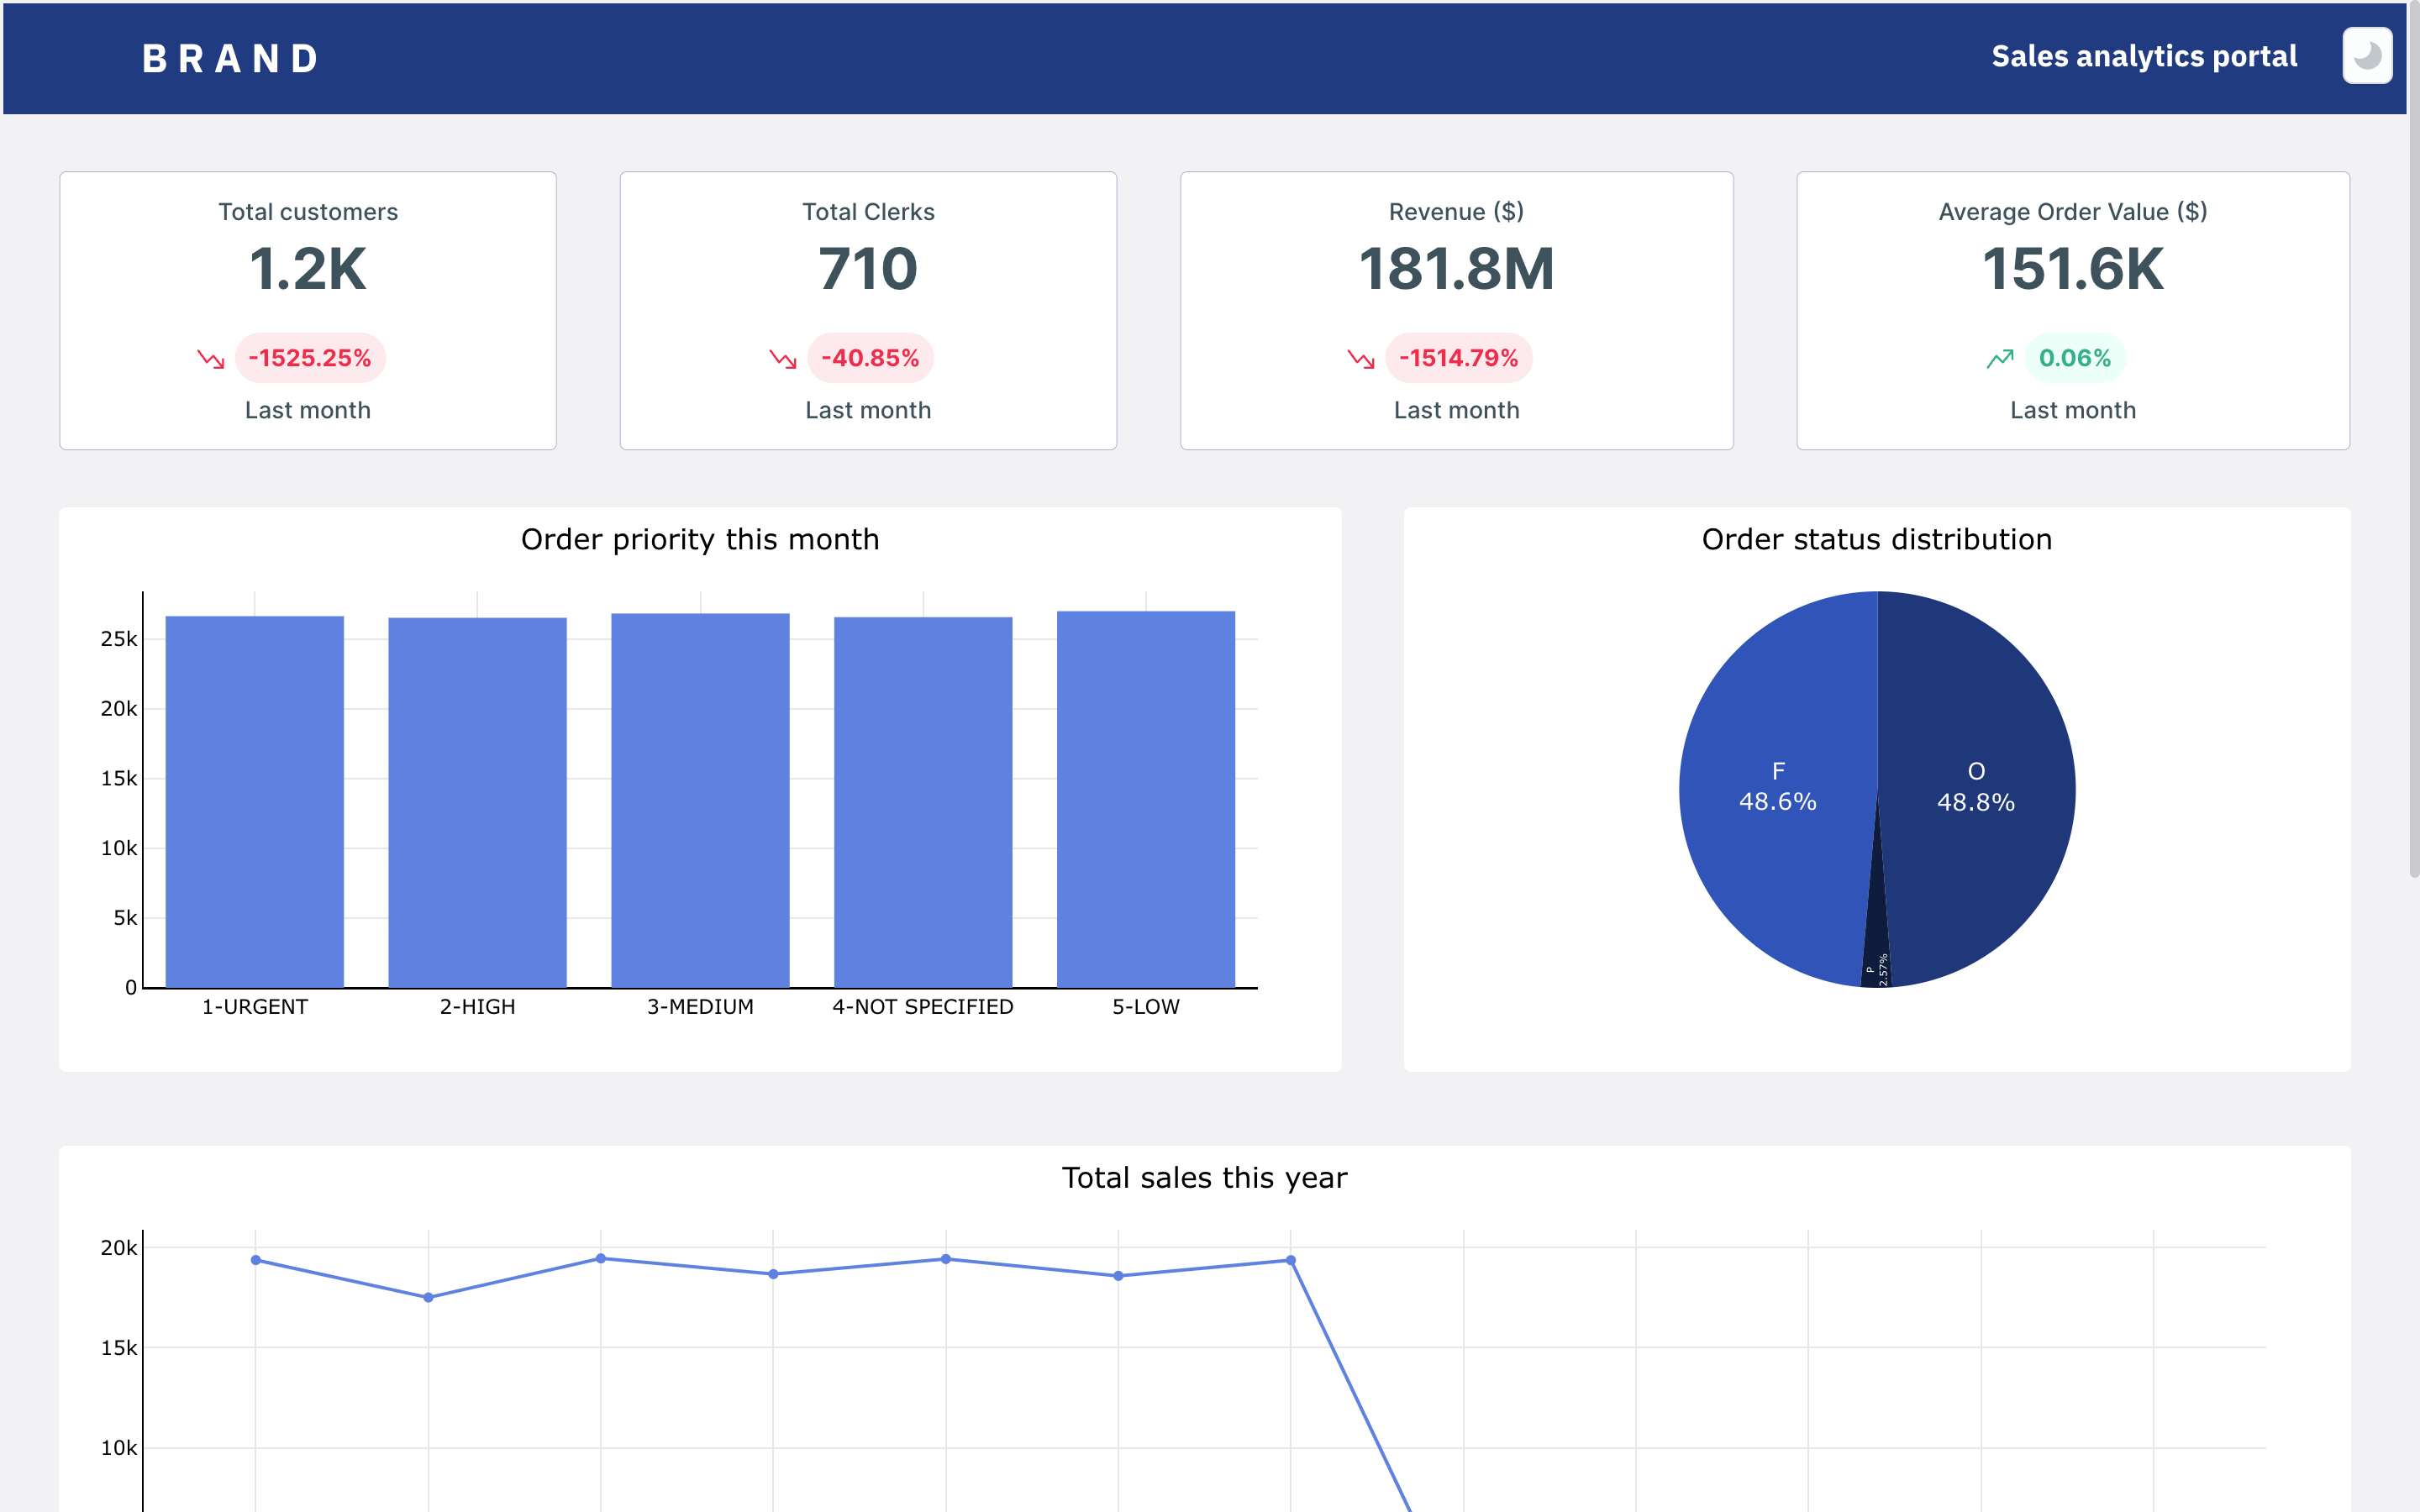 BRAND
Sales analytics portal
Total customers
1.2K
-1525.25%
Last month
Total Clerks
710
-40.85%
Last month
Revenue ($)
181.8M
-1514.79%
Last month
Average Order Value ($)
151.6K
0.06%
Last month
Order priority this month
25k
20k
15k
10k
5k
0
1-URGENT
2-HIGH
3-MEDIUM
4-NOT SPECIFIED
5-LOW
Order status distribution
F
48.6%
O
48.8%
P
2.57%
Total sales this year
20k
15k
10k